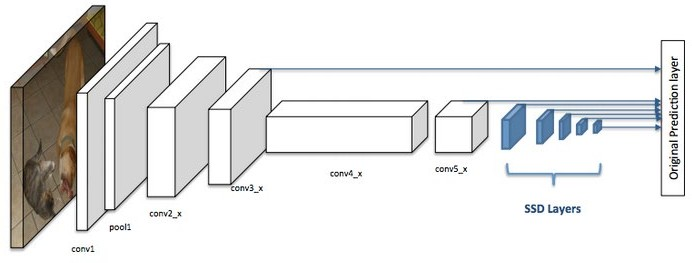 conv1
pool1
conv2_x
conv3_x
conv4_x
conv5_x
SSD Layers
Original Prediction layer